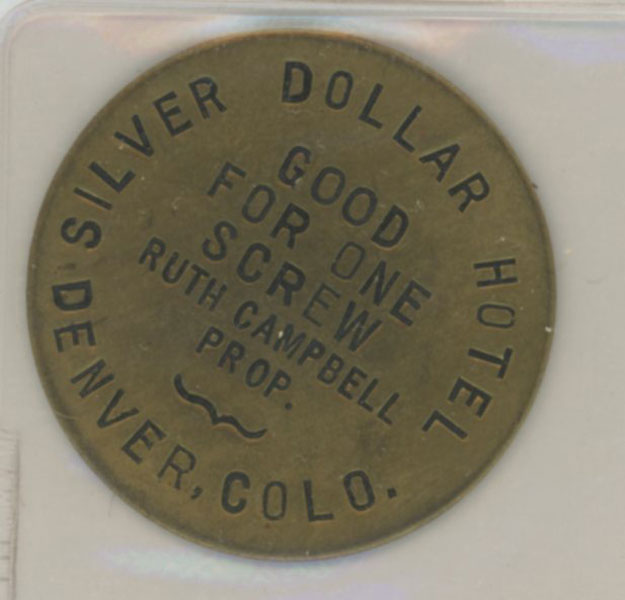 SILVER DOLLAR HOTEL
GOOD
FOR ONE
SCREW
RUTH CAMPBELL
PROP.
DENVER, COLO.